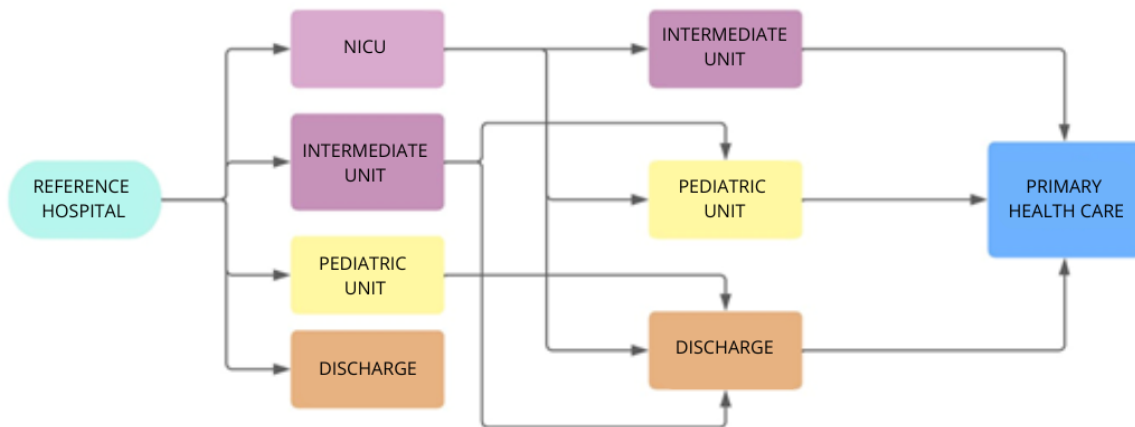 REFERENCE
HOSPITAL
NICU
INTERMEDIATE
UNIT
PEDIATRIC
UNIT
DISCHARGE
INTERMEDIATE
UNIT
PEDIATRIC
UNIT
DISCHARGE
PRIMARY
HEALTH CARE